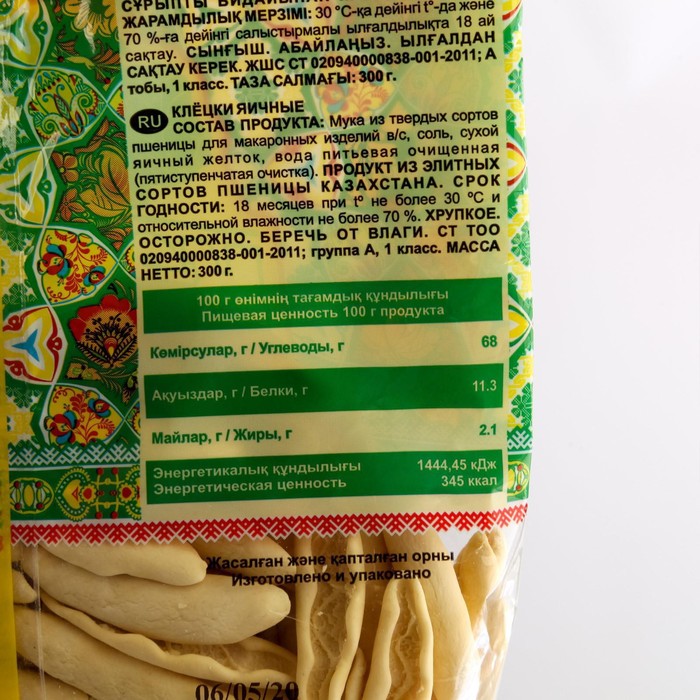 СҰРЫПТЫ БИДАЙЫНАН
ЖАРАМДЫЛЫҚ МЕРЗІМІ: 30 °С-қа дейінгі t°-да және
70 %-ға дейінгі салыстырмалы ылғалдылықта 18 ай
сақтау. СЫНҒЫШ. АБАЙЛАҢЫЗ. ЫЛҒАЛДАН
САҚТАУ КЕРЕК. ЖШС СТ 020940000838-001-2011; А
тобы, 1 класс. ТАЗА САЛМАҒЫ: 300 г.
RU КЛЁЦКИ ЯИЧНЫЕ
СОСТАВ ПРОДУКТА: Мука из твердых сортов
пшеницы для макаронных изделий в/с, соль, сухой
яичный желток, вода питьевая очищенная
(пятиступенчатая очистка). ПРОДУКТ ИЗ ЭЛИТНЫХ
СОРТОВ ПШЕНИЦЫ КАЗАХСТАНА. СРОК
ГОДНОСТИ: 18 месяцев при t° не более 30 °С и
относительной влажности не более 70 %. ХРУПКОЕ.
ОСТОРОЖНО. БЕРЕЧЬ ОТ ВЛАГИ. СТ ТОО
020940000838-001-2011; группа А, 1 класс. МАССА
НЕТТО: 300 г.
100 г өнімнің тағамдық құндылығы
Пищевая ценность 100 г продукта
Көмірсулар, г / Углеводы, г 68
Ақуыздар, г / Белки, г 11.3
Майлар, г / Жиры, г 2.1
Энергетикалық құндылығы 1444,45 кДж
Энергетическая ценность 345 ккал
Жасалған және қапталған орны
Изготовлено и упаковано
06/05/20